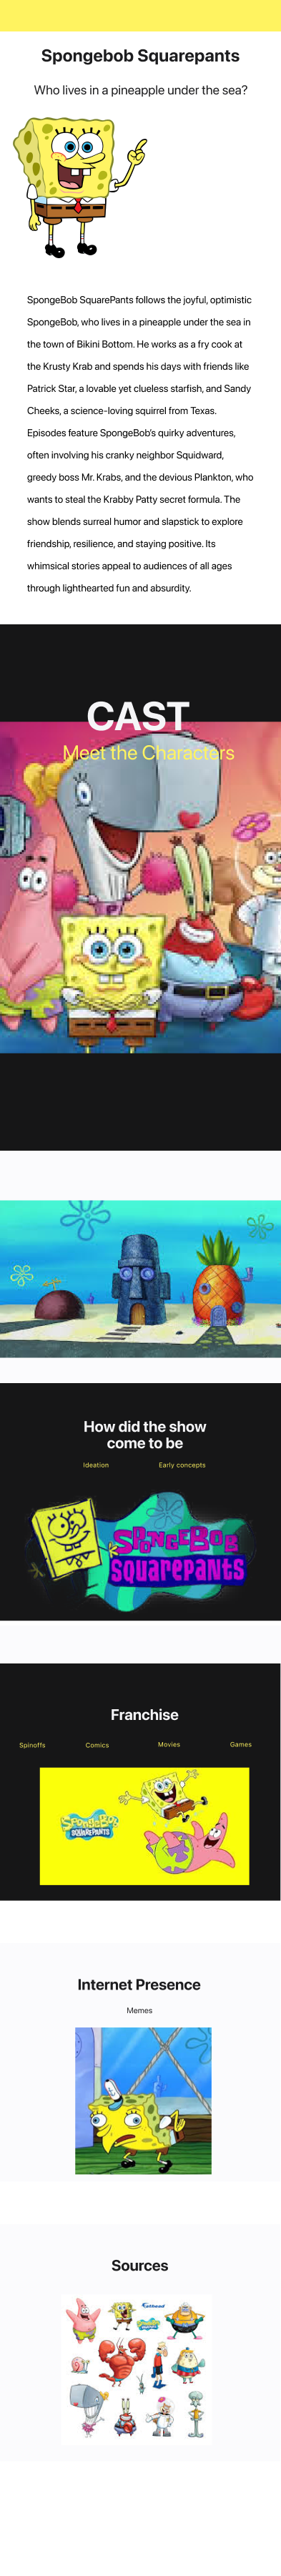 Spongebob Squarepants
Who lives in a pineapple under the sea?
SpongeBob SquarePants follows the joyful, optimistic
SpongeBob, who lives in a pineapple under the sea in
the town of Bikini Bottom. He works as a fry cook at
the Krusty Krab and spends his days with friends like
Patrick Star, a lovable yet clueless starfish, and Sandy
Cheeks, a science-loving squirrel from Texas.
Episodes feature SpongeBob's quirky adventures,
often involving his cranky neighbor Squidward,
greedy boss Mr. Krabs, and the devious Plankton, who
wants to steal the Krabby Patty secret formula. The
show blends surreal humor and slapstick to explore
friendship, resilience, and staying positive. Its
whimsical stories appeal to audiences of all ages
through lighthearted fun and absurdity.
CAST
Meet the Characters
How did the show
come to be
Ideation Early concepts
SPONGEBOB
SQUAREPANTS
Franchise
Spinoffs Comics Movies Games
SpongeBob
SQUAREPANTS
Internet Presence
Memes
Sources
Fathead